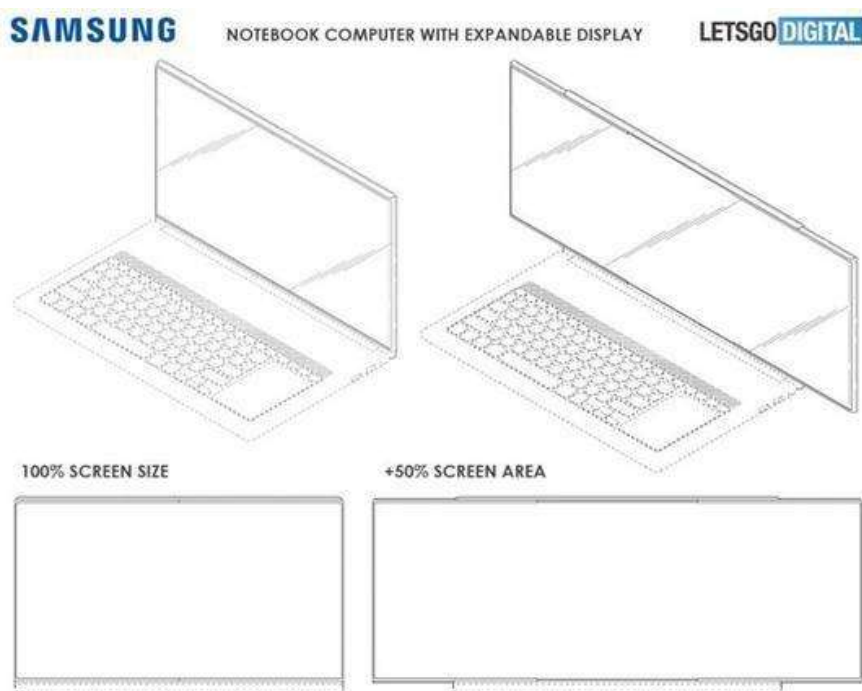 SAMSUNG
NOTEBOOK COMPUTER WITH EXPANDABLE DISPLAY
LETSGO DIGITAL
100% SCREEN SIZE
+50% SCREEN AREA